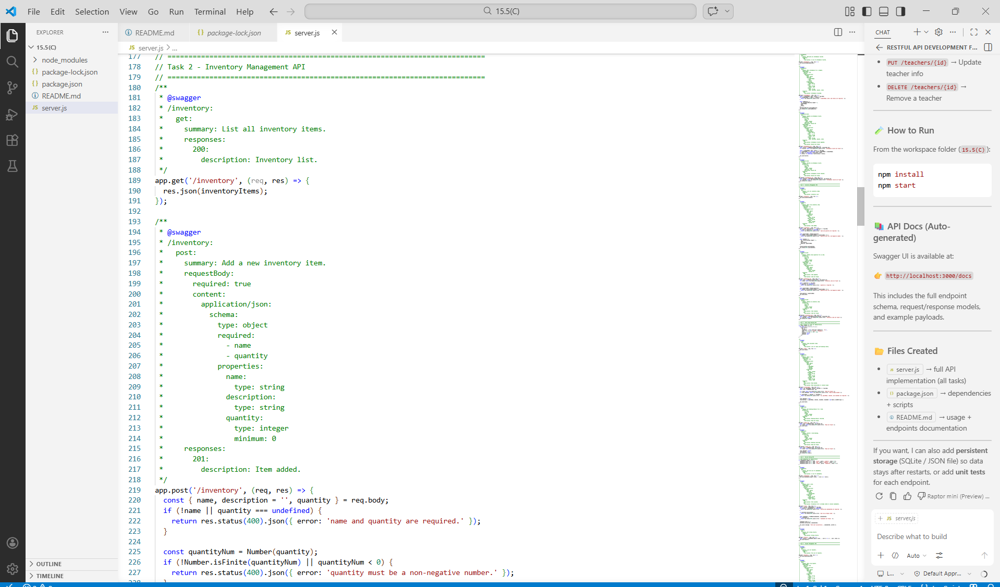 File Edit Selection View Go Run Terminal Help
15.5(C)
EXPLORER
15.5(C)
node_modules
package-lock.json
package.json
README.md
server.js
OUTLINE
TIMELINE
README.md
package-lock.json
server.js
server.js > ...
177 // ============================================================================
178 // Task 2 - Inventory Management API
179 // ============================================================================
180 /**
181  * @swagger
182  * /inventory:
183  *   get:
184  *     summary: List all inventory items.
185  *     responses:
186  *       200:
187  *         description: Inventory list.
188  */
189 app.get('/inventory', (req, res) => {
190   res.json(inventoryItems);
191 });
192
193 /**
194  * @swagger
195  * /inventory:
196  *   post:
197  *     summary: Add a new inventory item.
198  *     requestBody:
199  *       required: true
200  *       content:
201  *         application/json:
202  *           schema:
203  *             type: object
204  *             required:
205  *               - name
206  *               - quantity
207  *             properties:
208  *               name:
209  *                 type: string
210  *               description:
211  *                 type: string
212  *               quantity:
213  *                 type: integer
214  *                 minimum: 0
215  *     responses:
216  *       201:
217  *         description: Item added.
218  */
219 app.post('/inventory', (req, res) => {
220   const { name, description = '', quantity } = req.body;
221   if (!name || quantity === undefined) {
222     return res.status(400).json({ error: 'name and quantity are required.' });
223   }
224
225   const quantityNum = Number(quantity);
226   if (!Number.isFinite(quantityNum) || quantityNum < 0) {
227     return res.status(400).json({ error: 'quantity must be a non-negative number.' });
228   }
CHAT
RESTFUL API DEVELOPMENT F...
PUT /teachers/{id} → Update
teacher info
DELETE /teachers/{id} →
Remove a teacher
How to Run
From the workspace folder (15.5(C)):
npm install
npm start
API Docs (Auto-
generated)
Swagger UI is available at:
http://localhost:3000/docs
This includes the full endpoint
schema, request/response models,
and example payloads.
Files Created
server.js → full API
implementation (all tasks)
package.json → dependencies
+ scripts
README.md → usage +
endpoints documentation
If you want, I can also add persistent
storage (SQLite / JSON file) so data
stays after restarts, or add unit tests
for each endpoint.
Raptor mini (Preview) ...
server.js
Describe what to build
Auto
L... Default Appr...